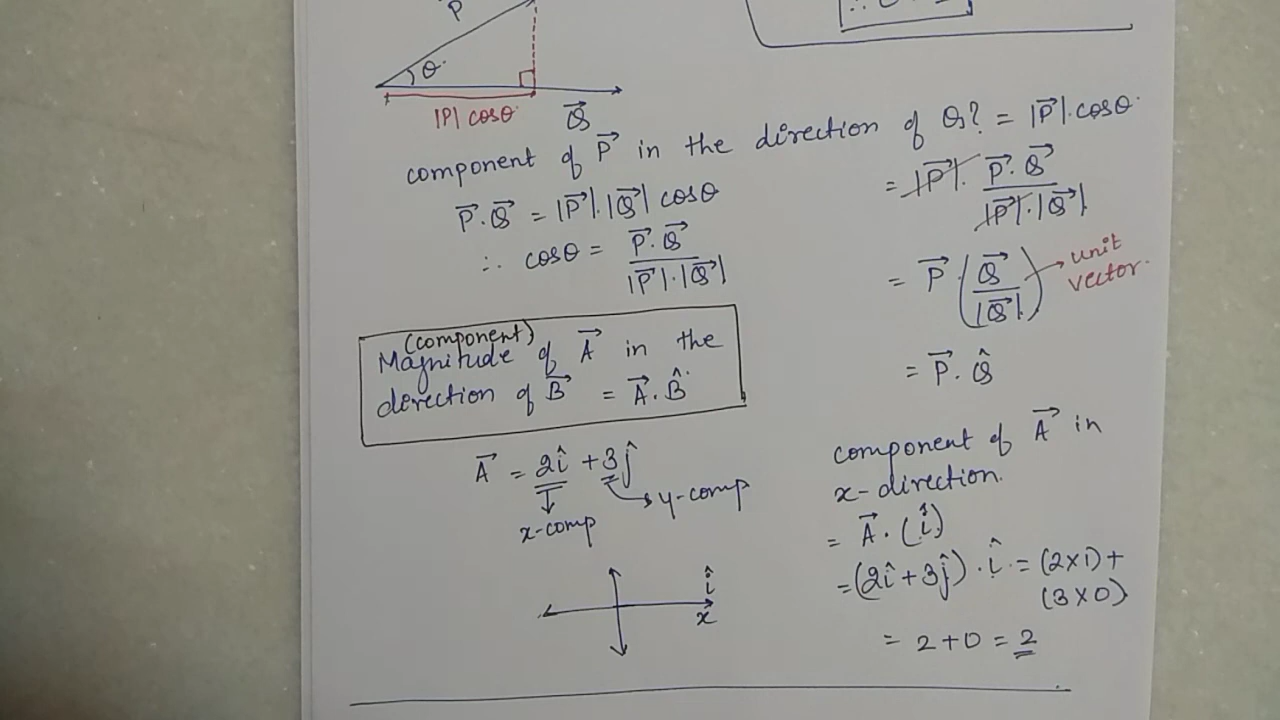 P
θ
|P| cosθ
Q⃗
component of P⃗ in the direction of Q? = |P⃗|.cosθ
P⃗.Q⃗ = |P⃗|.|Q⃗| cosθ
∴ cosθ = P⃗.Q⃗ / |P⃗|.|Q⃗|
= |P⃗|. P⃗.Q⃗ / |P⃗|.|Q⃗|
= P⃗.(Q⃗ / |Q⃗|) → unit
vector.
= P⃗.Q̂
(component)
Magnitude of A⃗ in the
direction of B⃗ = A⃗.B̂
A⃗ = 2î + 3ĵ
x-comp
y-comp
î
x
component of A⃗ in
x-direction.
= A⃗.(î)
= (2î + 3ĵ).î = (2×1) +
(3×0)
= 2+0 = 2